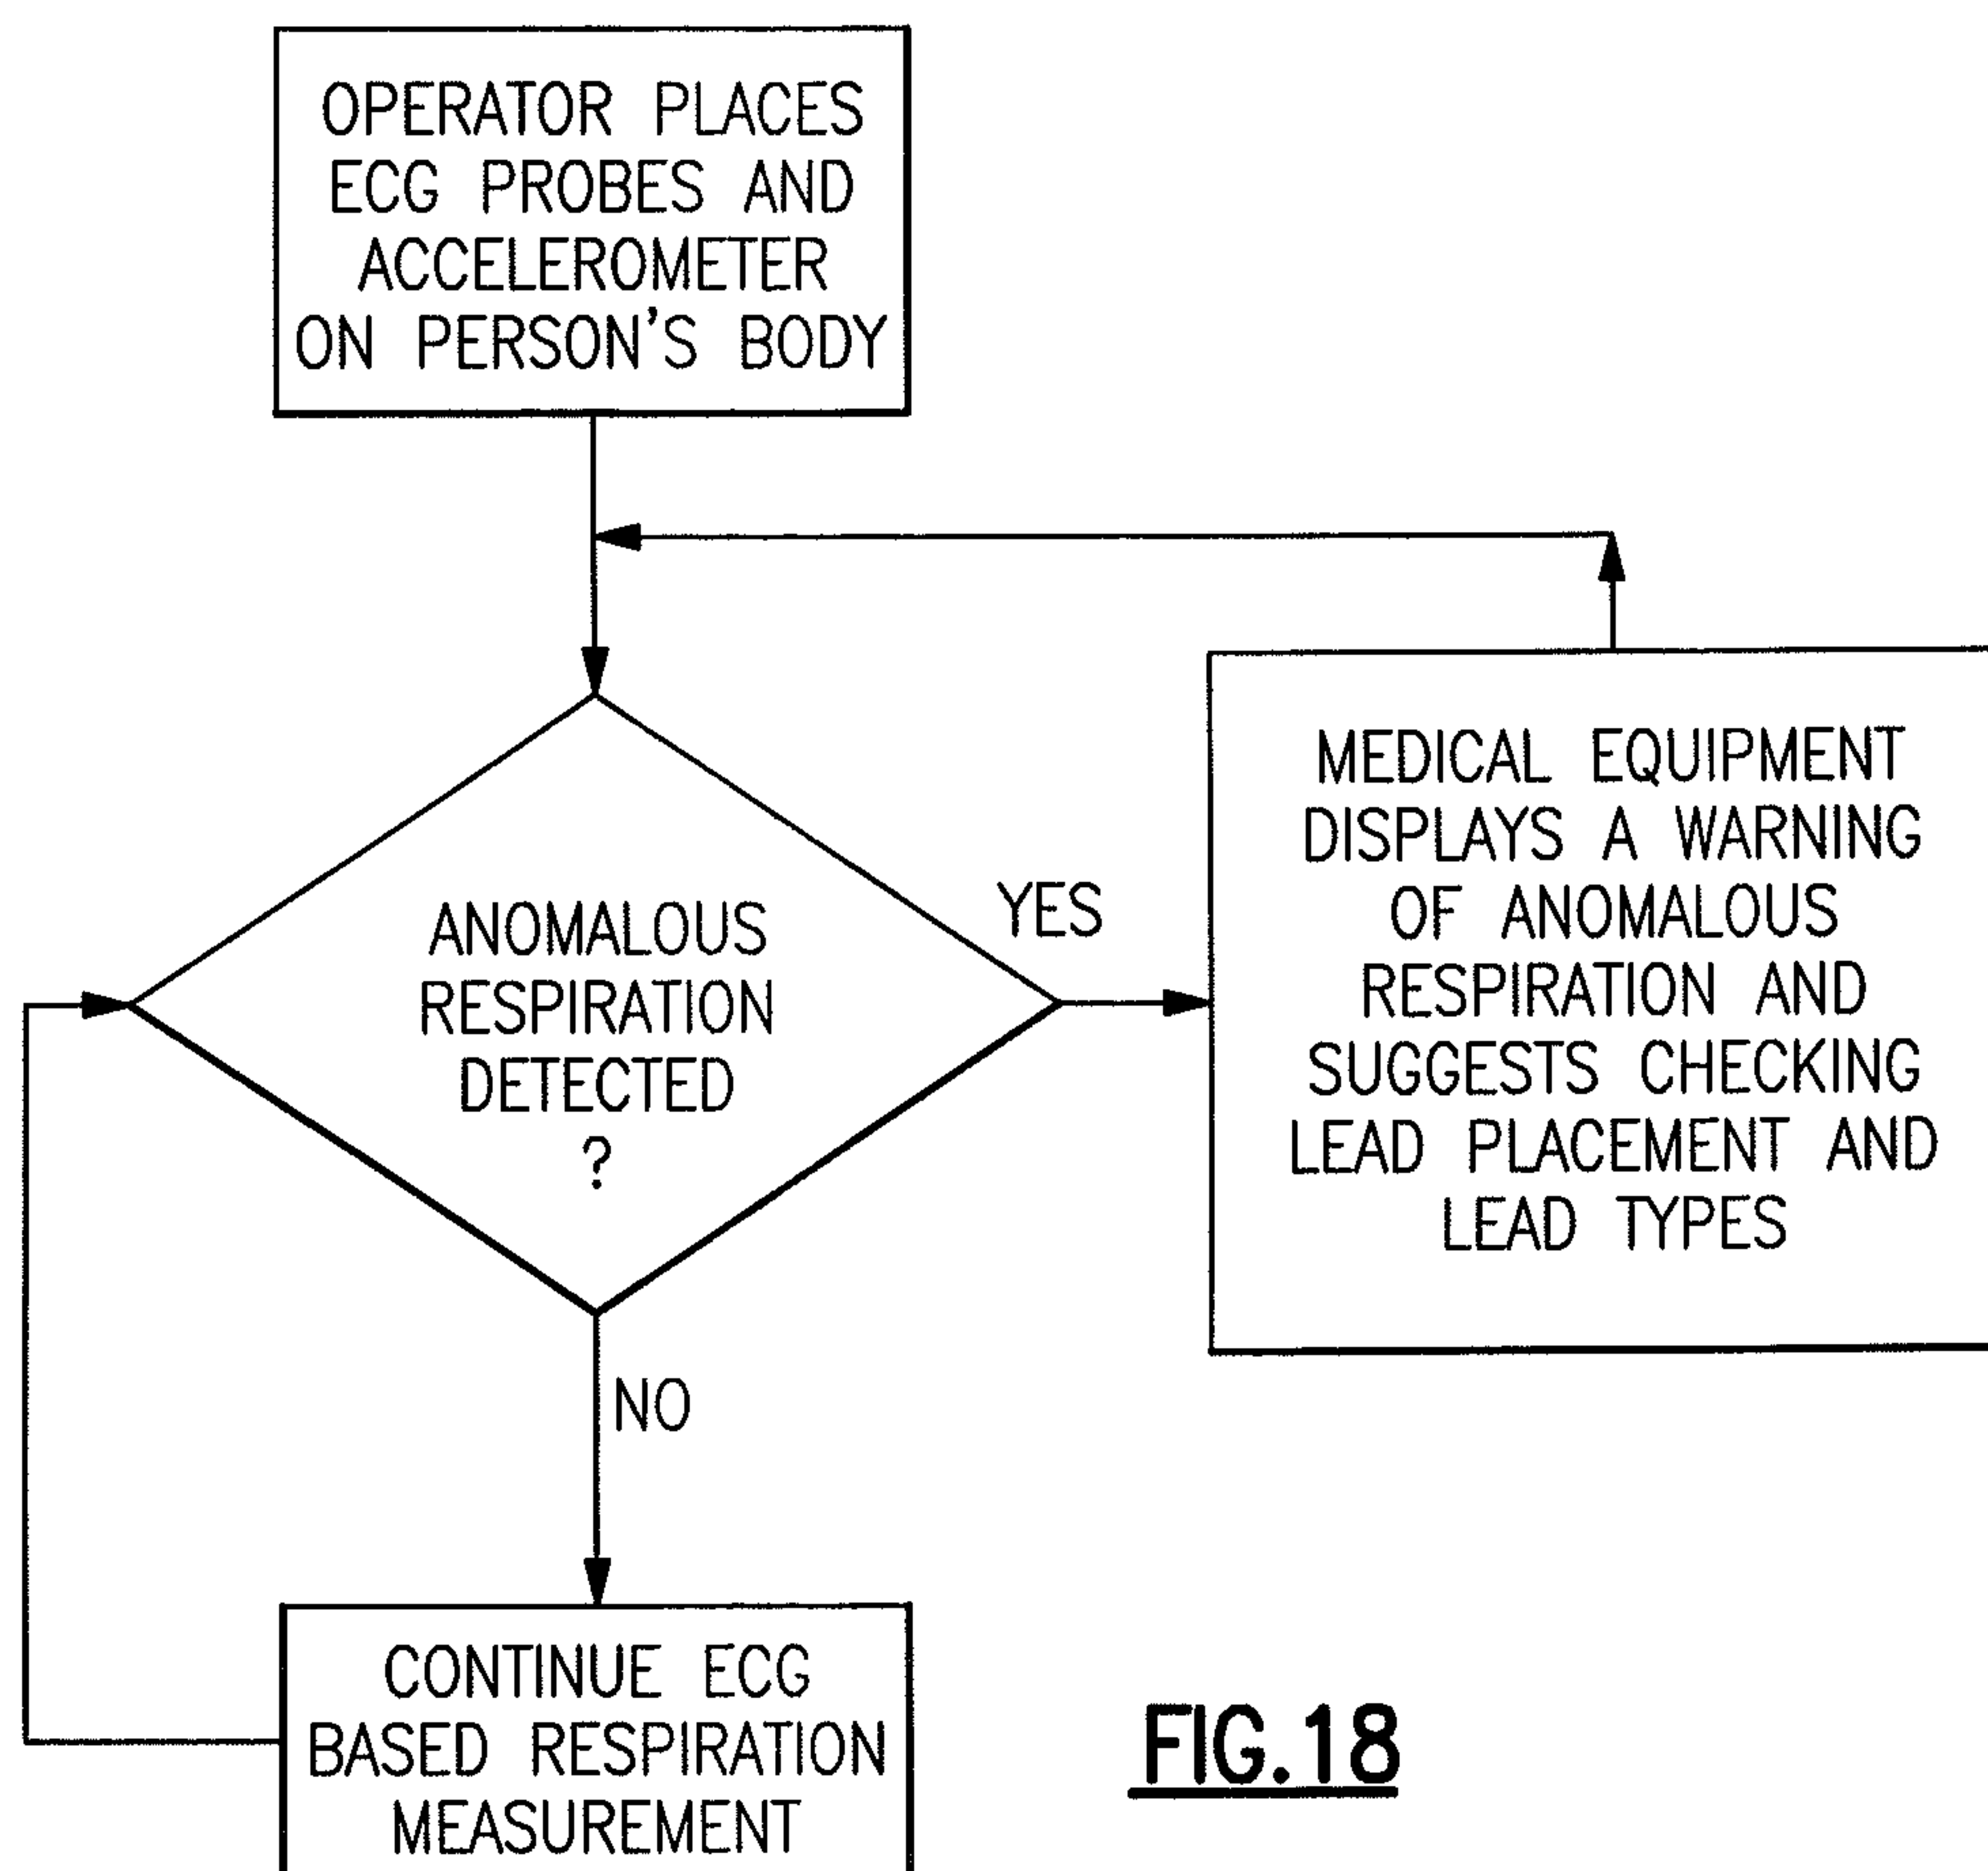 OPERATOR PLACES
ECG PROBES AND
ACCELEROMETER
ON PERSON'S BODY
ANOMALOUS
RESPIRATION
DETECTED
?
YES
MEDICAL EQUIPMENT
DISPLAYS A WARNING
OF ANOMALOUS
RESPIRATION AND
SUGGESTS CHECKING
LEAD PLACEMENT AND
LEAD TYPES
NO
CONTINUE ECG
BASED RESPIRATION
MEASUREMENT
FIG.18